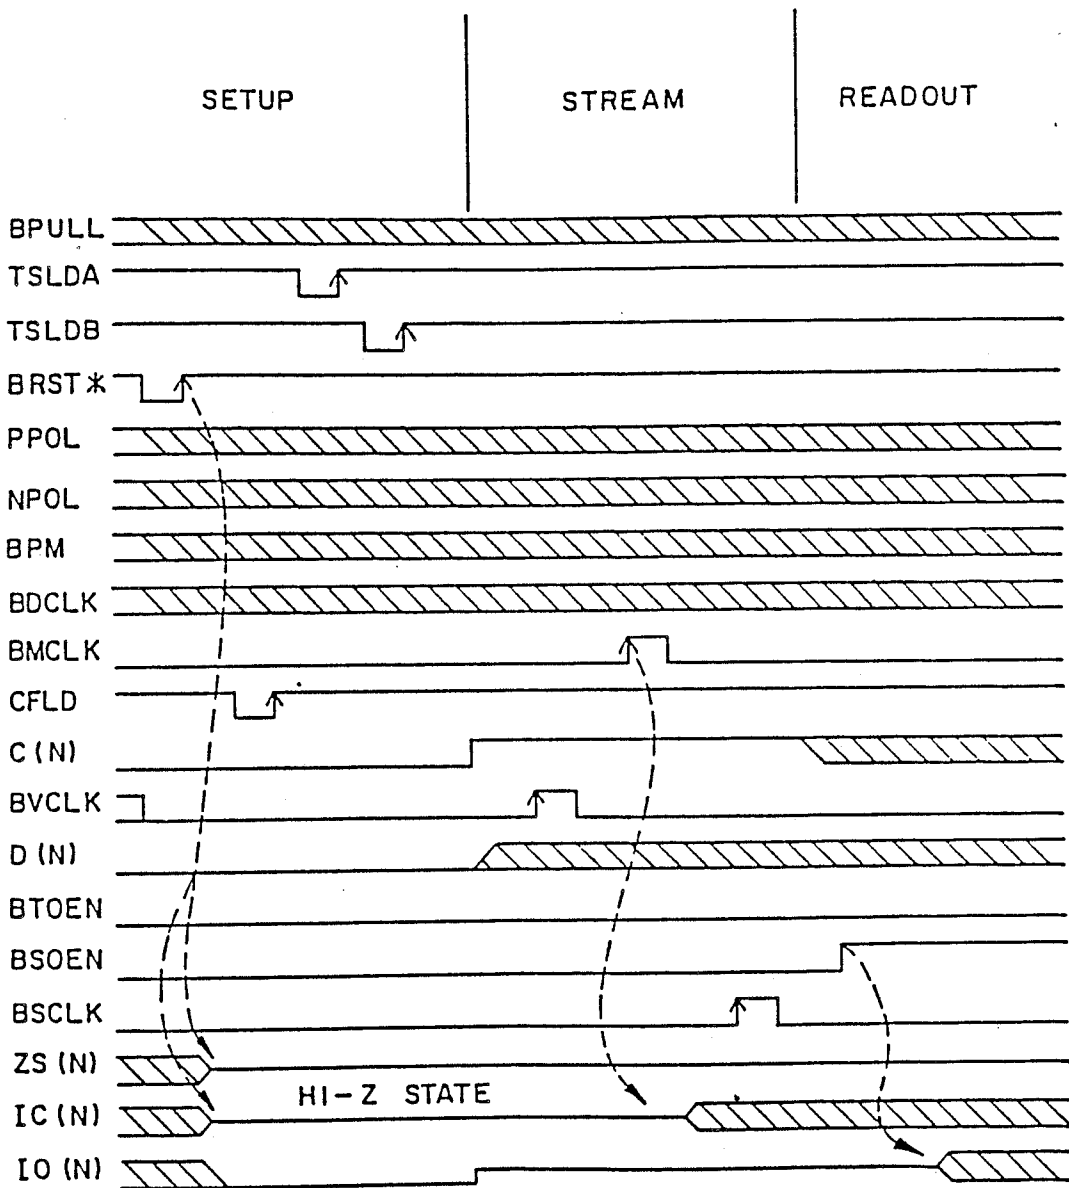 SETUP STREAM READOUT
BPULL
TSLDA
TSLDB
BRST*
PPOL
NPOL
BPM
BDCLK
BMCLK
CFLD
C(N)
BVCLK
D(N)
BTOEN
BSOEN
BSCLK
ZS(N)
HI-Z STATE
IC(N)
IO(N)